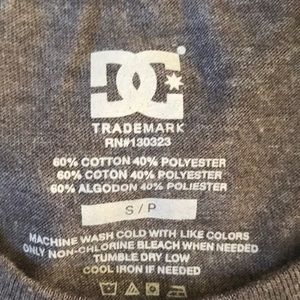 DC
TRADEMARK
RN#130323
60% COTTON 40% POLYESTER
60% COTON 40% POLYESTER
60% ALGODON 40% POLIESTER
S / P
MACHINE WASH COLD WITH LIKE COLORS
ONLY NON-CHLORINE BLEACH WHEN NEEDED
TUMBLE DRY LOW
COOL IRON IF NEEDED